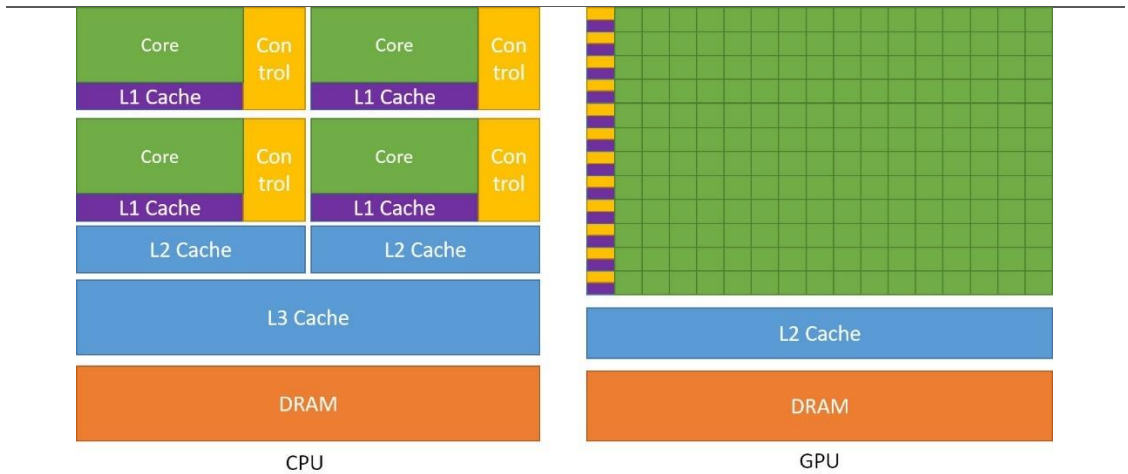 Core
Con
trol
Core
Con
trol
L1 Cache
L1 Cache
Core
Con
trol
Core
Con
trol
L1 Cache
L1 Cache
L2 Cache
L2 Cache
L3 Cache
DRAM
CPU
L2 Cache
DRAM
GPU